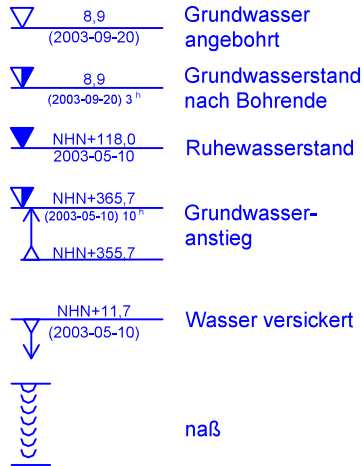 8,9
(2003-09-20)
Grundwasser
angebohrt
8,9
(2003-09-20) 3 h
Grundwasserstand
nach Bohrende
NHN+118,0
2003-05-10
Ruhewasserstand
NHN+365,7
(2003-05-10) 10 h
NHN+355,7
Grundwasser-
anstieg
NHN+11,7
(2003-05-10)
Wasser versickert
naß